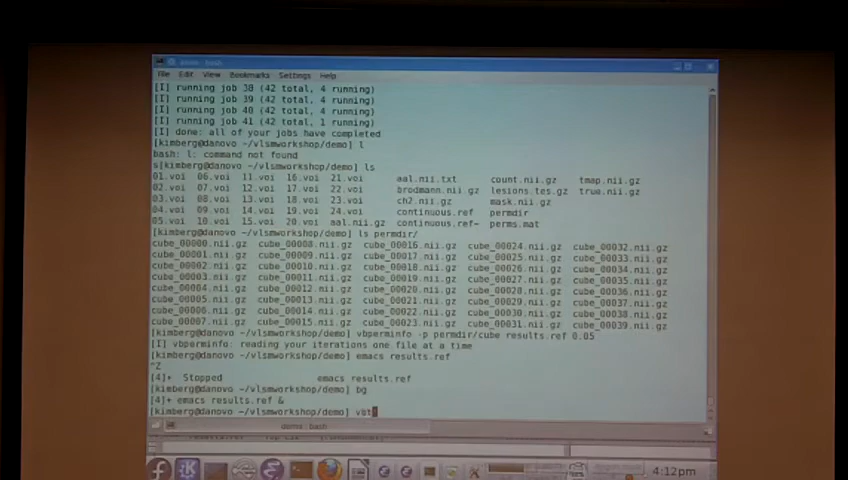 demo : bash
File Edit View Bookmarks Settings Help
[I] running job 38 (42 total, 4 running)
[I] running job 39 (42 total, 4 running)
[I] running job 40 (42 total, 4 running)
[I] running job 41 (42 total, 1 running)
[I] done: all of your jobs have completed
[kimberg@danovo ~/vlsmworkshop/demo] l
bash: l: command not found
s[kimberg@danovo ~/vlsmworkshop/demo] ls
01.voi 06.voi 11.voi 16.voi 21.voi aal.nii.txt count.nii.gz tmap.nii.gz
02.voi 07.voi 12.voi 17.voi 22.voi brodmann.nii.gz lesions.tes.gz true.nii.gz
03.voi 08.voi 13.voi 18.voi 23.voi ch2.nii.gz mask.nii.gz
04.voi 09.voi 14.voi 19.voi 24.voi continuous.ref permdir
05.voi 10.voi 15.voi 20.voi aal.nii.gz continuous.ref~ perms.mat
[kimberg@danovo ~/vlsmworkshop/demo] ls permdir/
cube_00000.nii.gz cube_00008.nii.gz cube_00016.nii.gz cube_00024.nii.gz cube_00032.nii.gz
cube_00001.nii.gz cube_00009.nii.gz cube_00017.nii.gz cube_00025.nii.gz cube_00033.nii.gz
cube_00002.nii.gz cube_00010.nii.gz cube_00018.nii.gz cube_00026.nii.gz cube_00034.nii.gz
cube_00003.nii.gz cube_00011.nii.gz cube_00019.nii.gz cube_00027.nii.gz cube_00035.nii.gz
cube_00004.nii.gz cube_00012.nii.gz cube_00020.nii.gz cube_00028.nii.gz cube_00036.nii.gz
cube_00005.nii.gz cube_00013.nii.gz cube_00021.nii.gz cube_00029.nii.gz cube_00037.nii.gz
cube_00006.nii.gz cube_00014.nii.gz cube_00022.nii.gz cube_00030.nii.gz cube_00038.nii.gz
cube_00007.nii.gz cube_00015.nii.gz cube_00023.nii.gz cube_00031.nii.gz cube_00039.nii.gz
[kimberg@danovo ~/vlsmworkshop/demo] vbperminfo -p permdir/cube results.ref 0.05
[I] vbperminfo: reading your iterations one file at a time
[kimberg@danovo ~/vlsmworkshop/demo] emacs results.ref
^Z
[4]+ Stopped emacs results.ref
[kimberg@danovo ~/vlsmworkshop/demo] bg
[4]+ emacs results.ref &
[kimberg@danovo ~/vlsmworkshop/demo] vbt
demo : bash
4:12pm